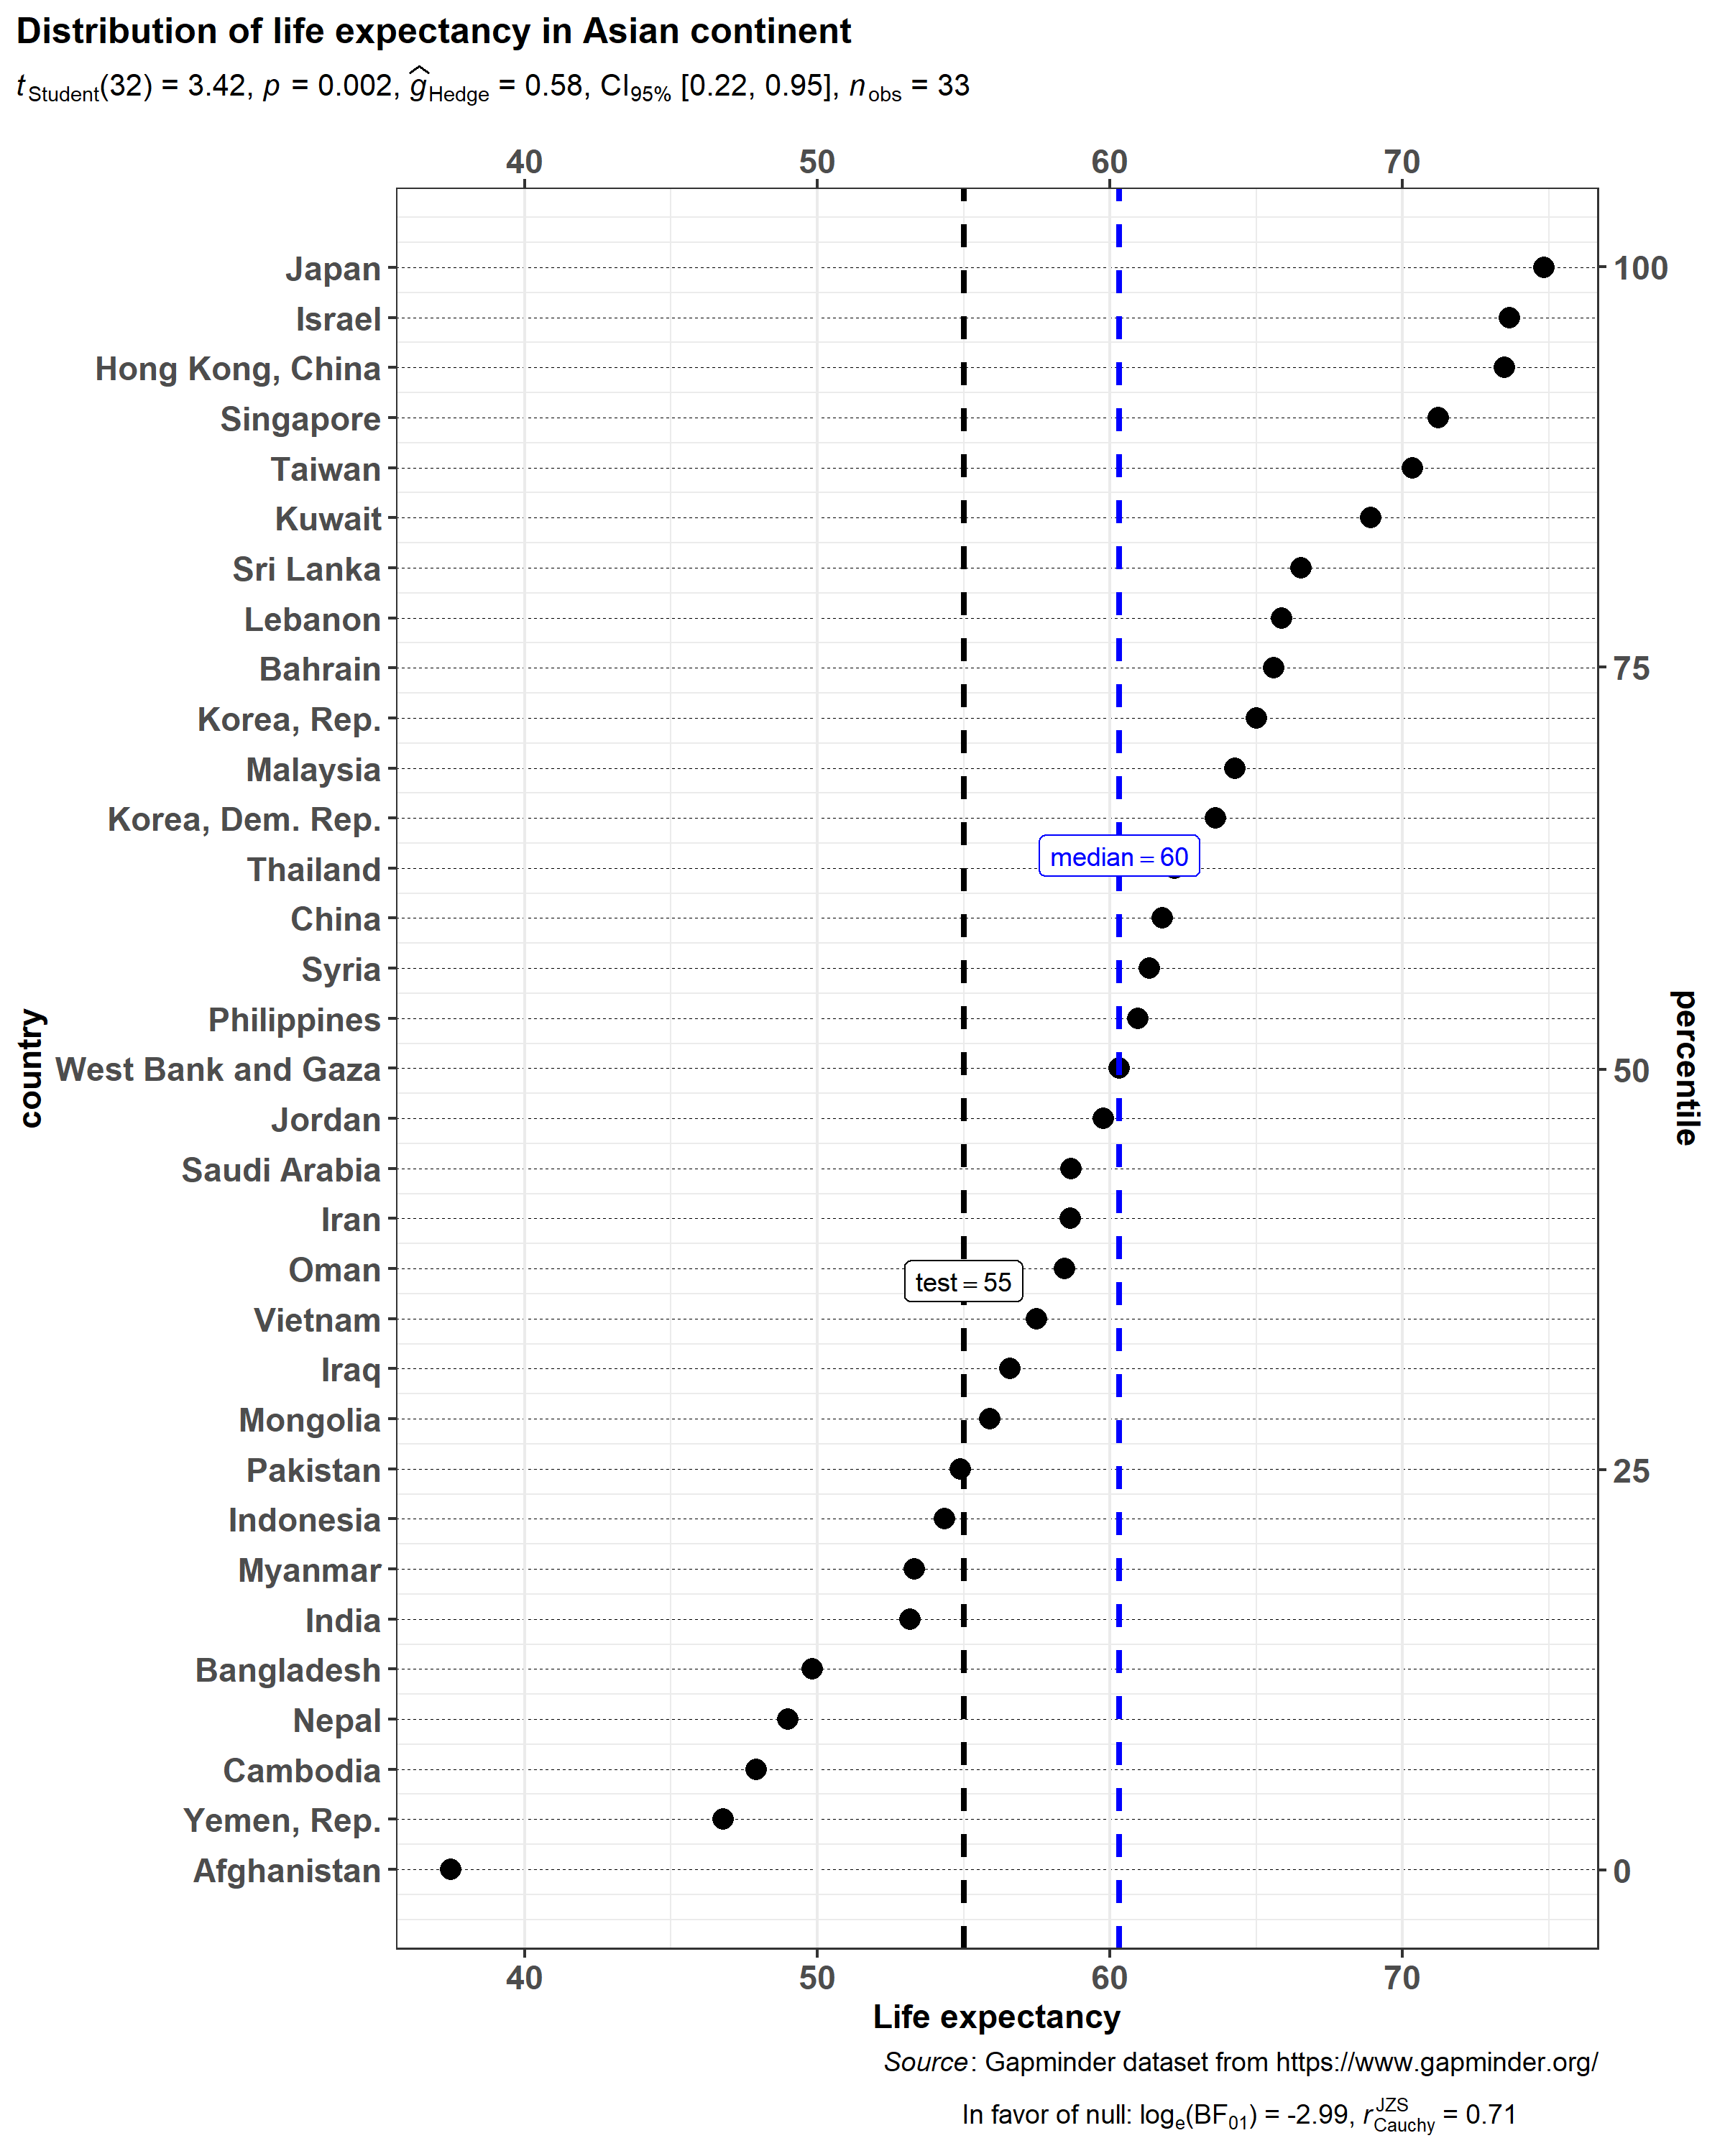 Distribution of life expectancy in Asian continent
t Student(32) = 3.42, p = 0.002, ĝ Hedge = 0.58, CI95% [0.22, 0.95], n obs = 33
40 50 60 70
Japan
Israel
Hong Kong, China
Singapore
Taiwan
Kuwait
Sri Lanka
Lebanon
Bahrain
Korea, Rep.
Malaysia
Korea, Dem. Rep.
Thailand
China
Syria
Philippines
West Bank and Gaza
Jordan
Saudi Arabia
Iran
Oman
Vietnam
Iraq
Mongolia
Pakistan
Indonesia
Myanmar
India
Bangladesh
Nepal
Cambodia
Yemen, Rep.
Afghanistan
country
median = 60
test = 55
100
75
50
25
0
percentile
40 50 60 70
Life expectancy
Source: Gapminder dataset from https://www.gapminder.org/
In favor of null: loge(BF01) = -2.99, r JZS Cauchy = 0.71